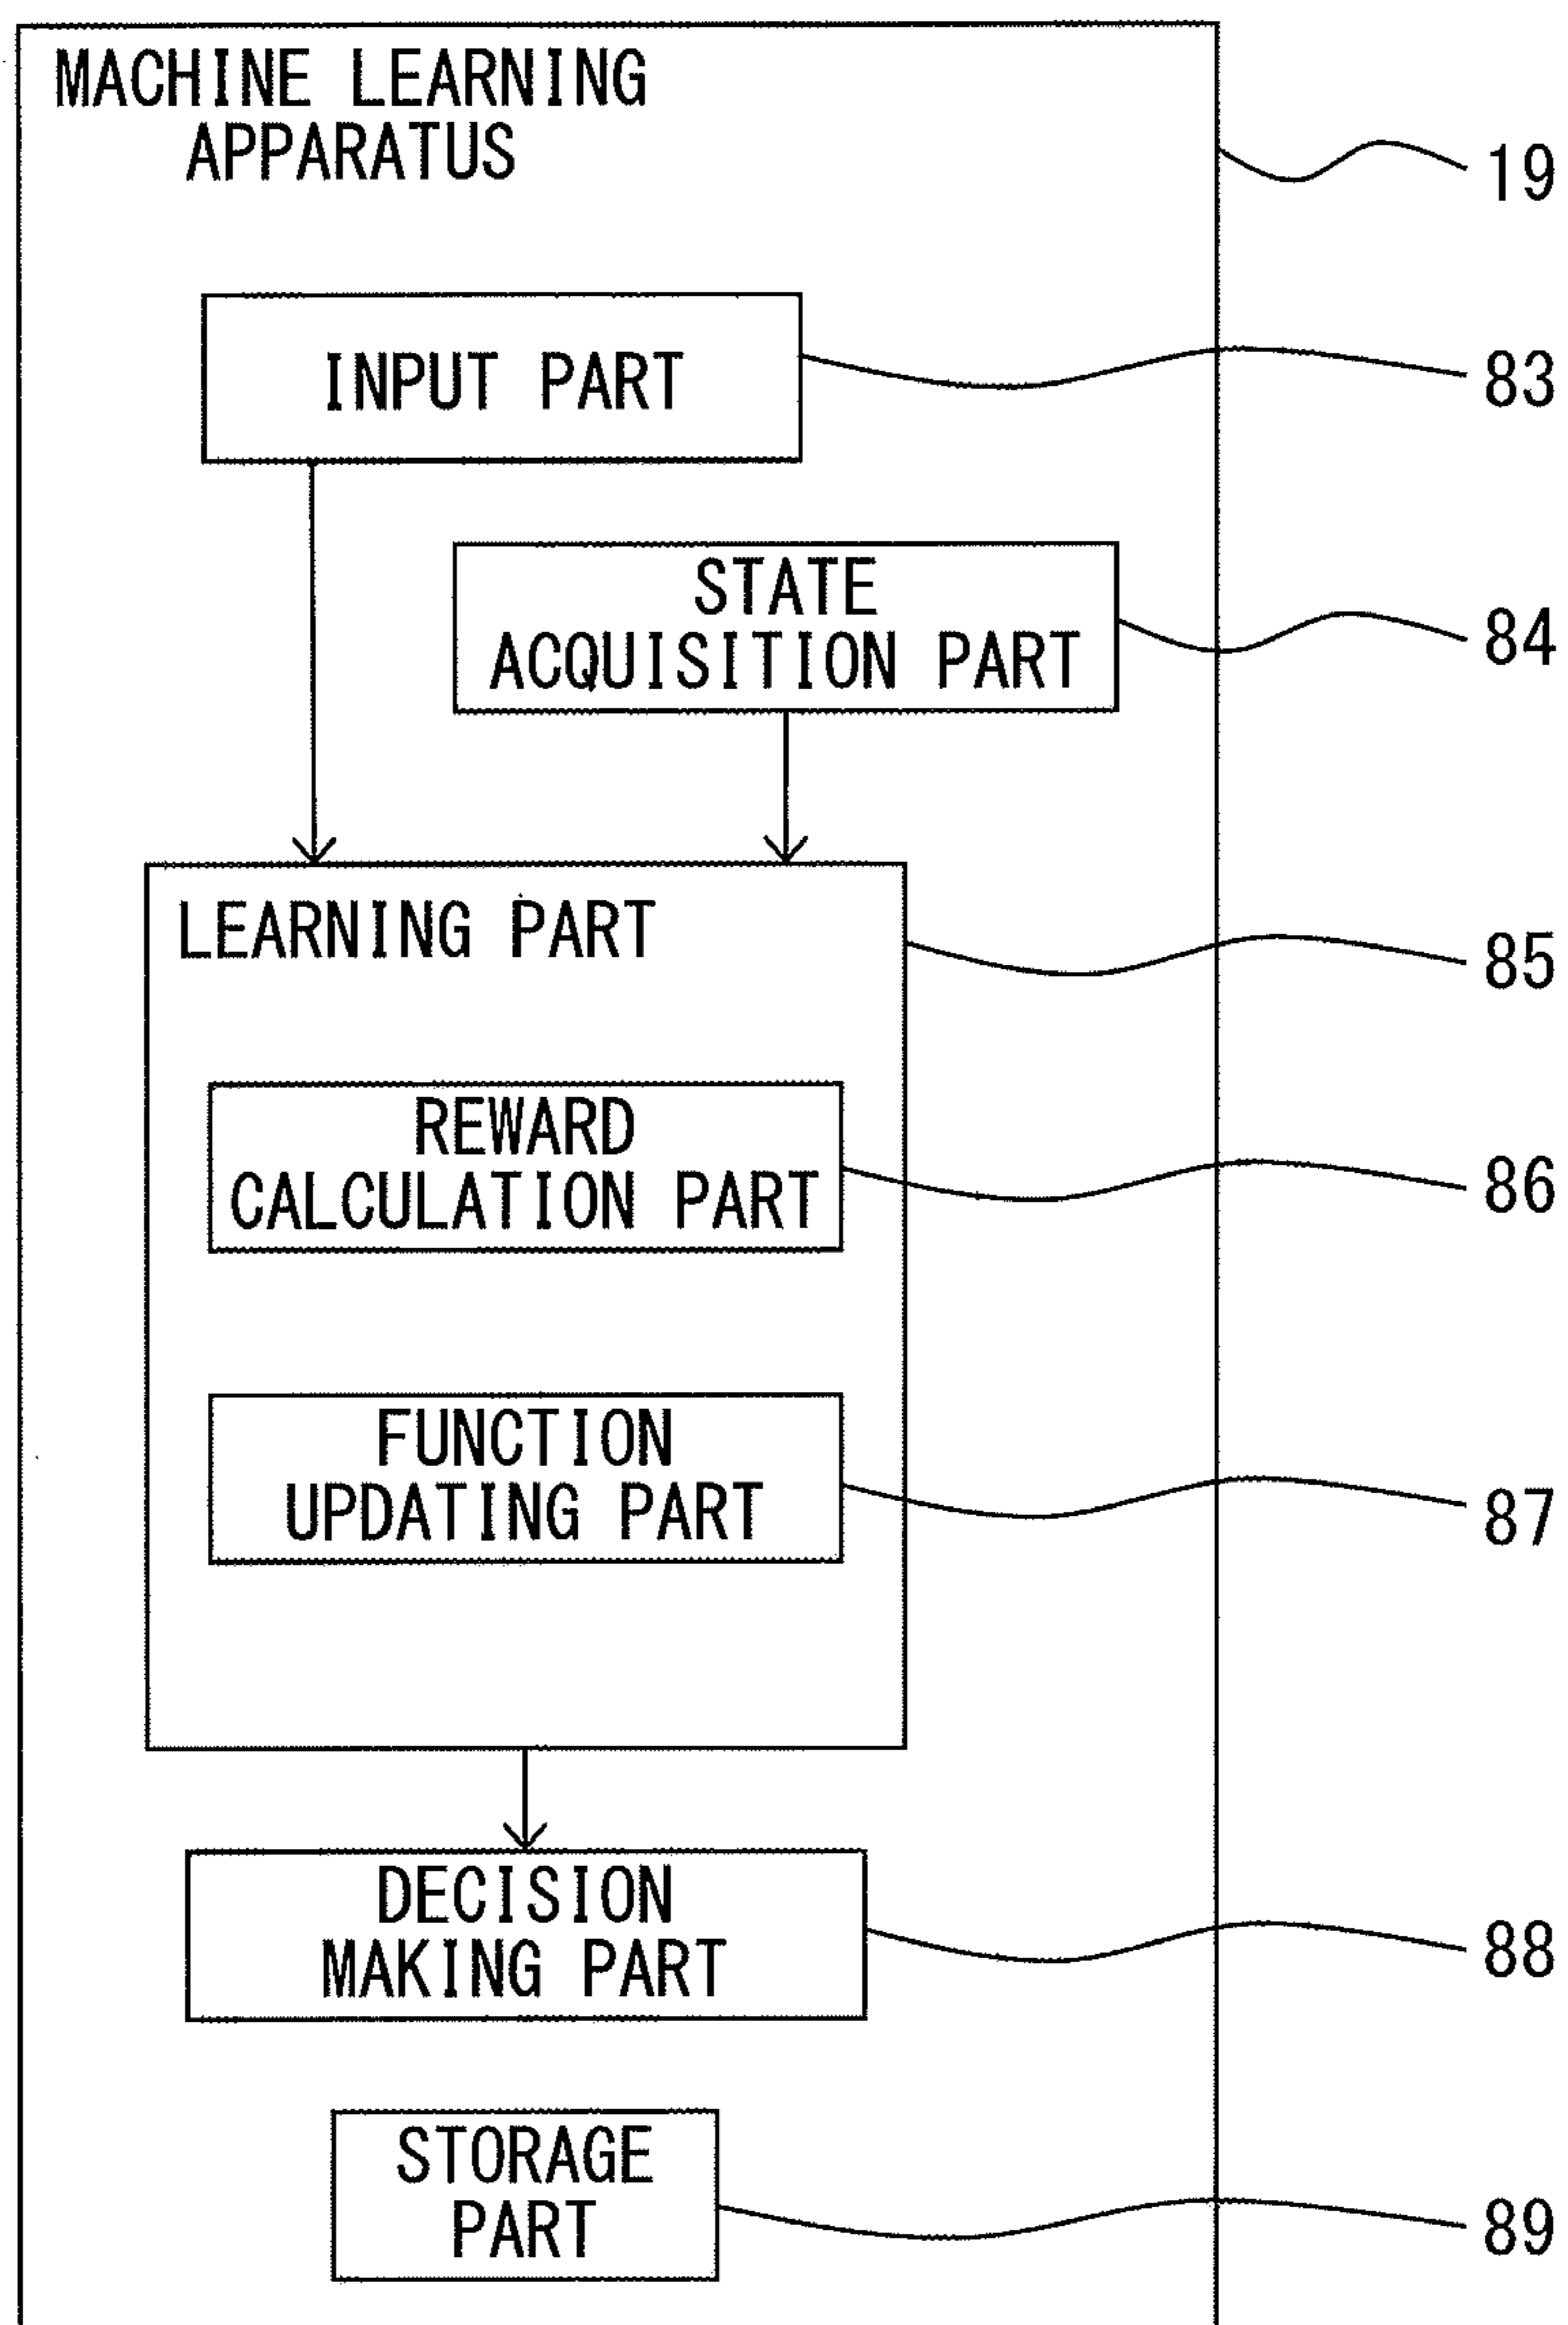 MACHINE LEARNING
APPARATUS
19
INPUT PART
83
STATE
ACQUISITION PART
84
LEARNING PART
85
REWARD
CALCULATION PART
86
FUNCTION
UPDATING PART
87
DECISION
MAKING PART
88
STORAGE
PART
89